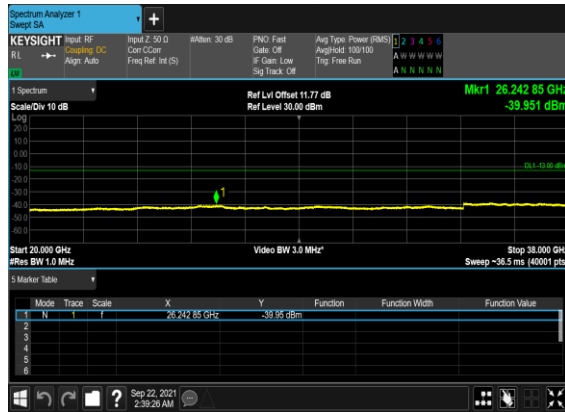 Spectrum Analyzer 1
Swept SA
+
KEYSIGHT Input: RF Input Z: 50 Ω #Atten: 30 dB PNO: Fast Avg Type: Power (RMS) 1 2 3 4 5 6
RL Coupling: DC Corr CCorr Gate: Off Avg|Hold: 100/100 A W W W W W
Align: Auto Freq Ref: Int (S) IF Gain: Low Trig: Free Run
Sig Track: Off A N N N N N
LU
1 Spectrum Ref Lvl Offset 11.77 dB Mkr1 26.242 85 GHz
Scale/Div 10 dB Ref Level 30.00 dBm -39.951 dBm
Log
20.0
10.0
0.00
-10.0 DL1 -13.00 dBm
-20.0
-30.0 1
-40.0
-50.0
-60.0
Start 20.000 GHz Video BW 3.0 MHz* Stop 38.000 GHz
#Res BW 1.0 MHz Sweep ~36.5 ms (40001 pts)
5 Marker Table
Mode Trace Scale X Y Function Function Width Function Value
1 N 1 f 26.242 85 GHz -39.95 dBm
2
3
4
5
6
? Sep 22, 2021
2:39:26 AM